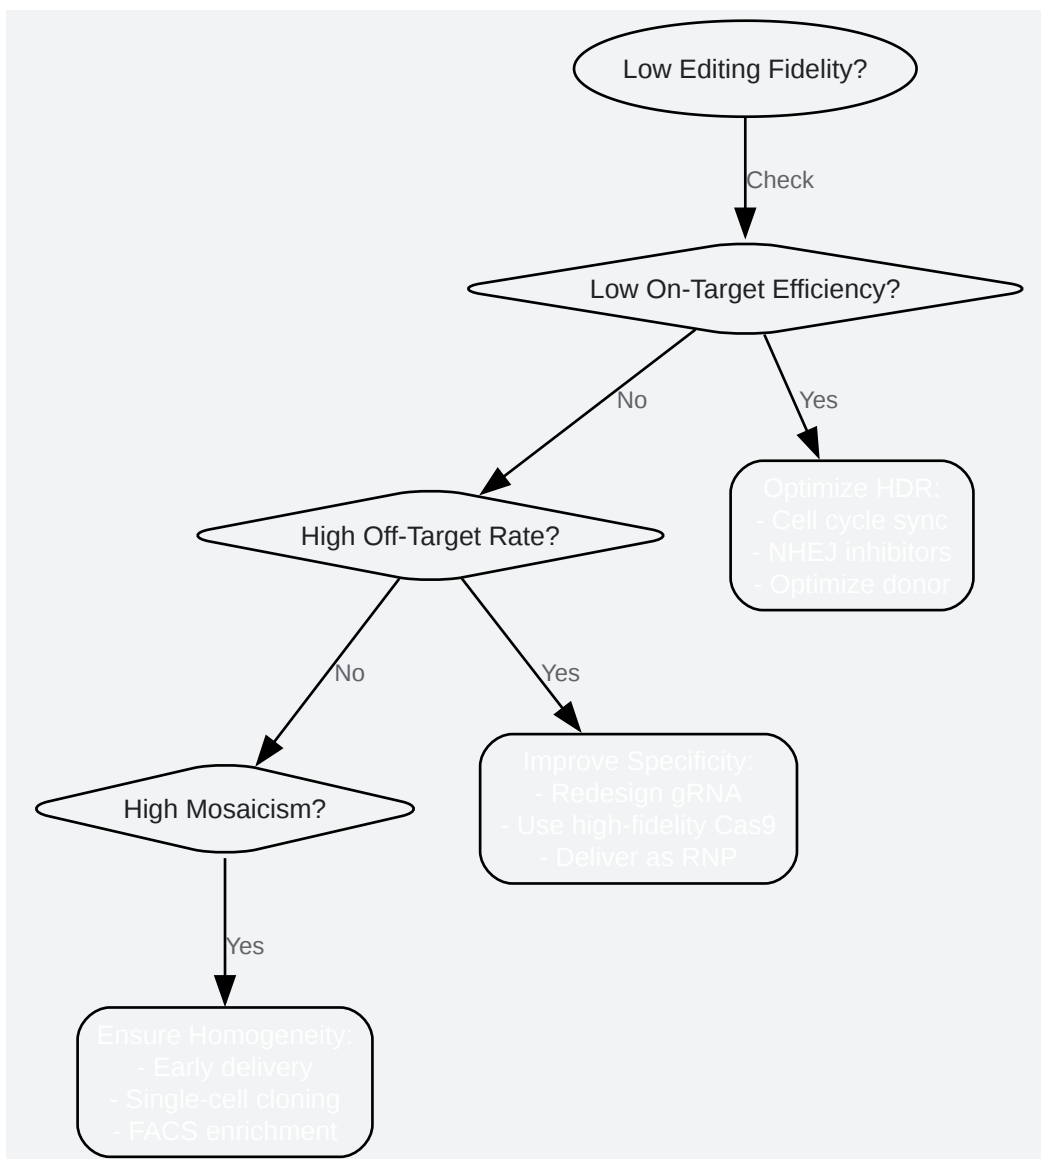 Low Editing Fidelity?
Check
Low On-Target Efficiency?
No
Yes
Optimize HDR:
- Cell cycle sync
- NHEJ inhibitors
- Optimize donor
High Off-Target Rate?
No
Yes
Improve Specificity:
- Redesign gRNA
- Use high-fidelity Cas9
- Deliver as RNP
High Mosaicism?
Yes
Ensure Homogeneity:
- Early delivery
- Single-cell cloning
- FACS enrichment